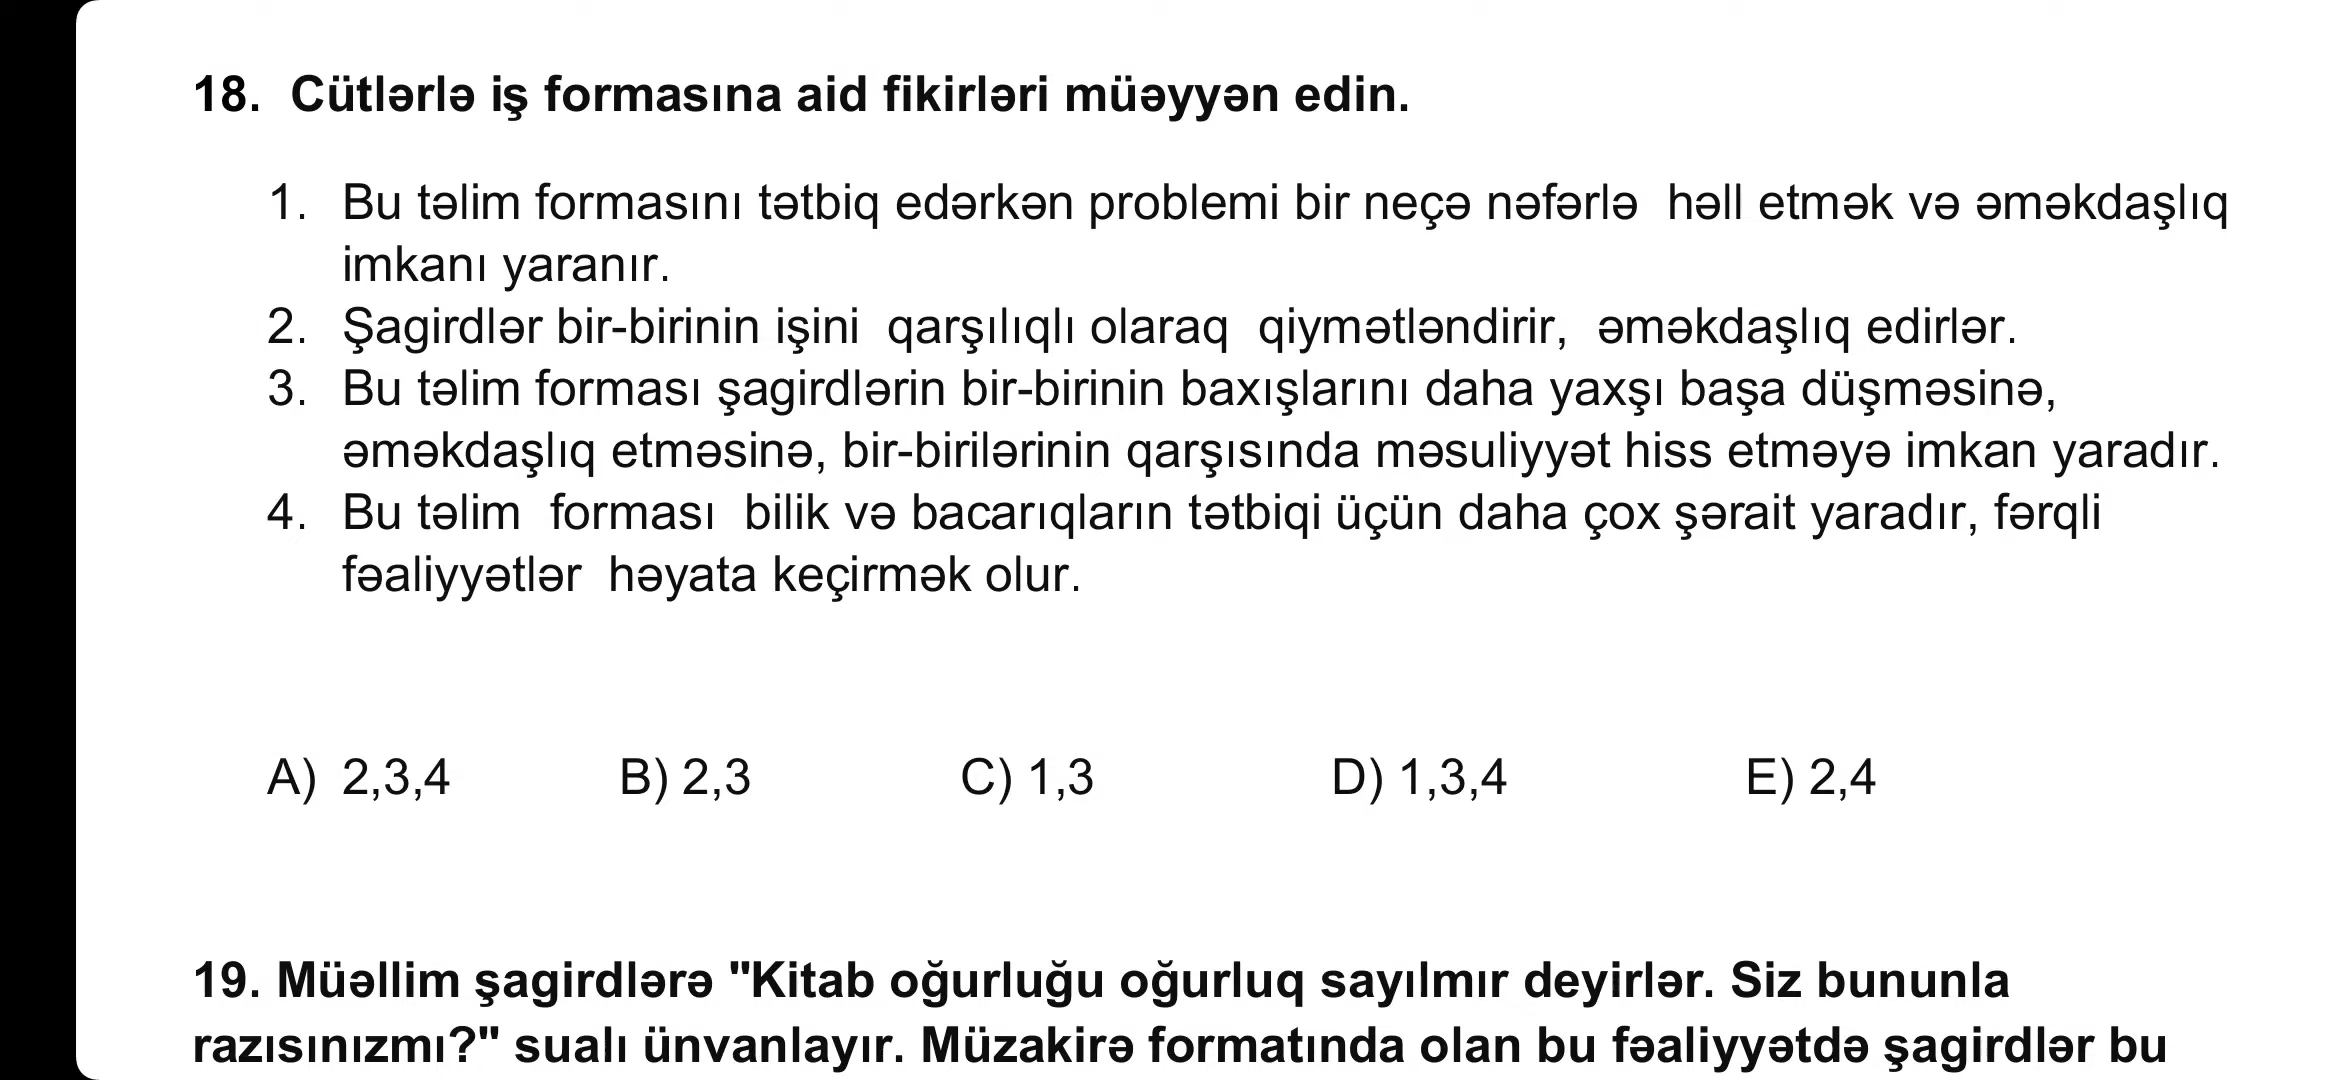 18. Cütlərlə iş formasına aid fikirləri müəyyən edin.
1. Bu təlim formasını tətbiq edərkən problemi bir neçə nəfərlə həll etmək və əməkdaşlıq
imkanı yaranır.
2. Şagirdlər bir-birinin işini qarşılıqlı olaraq qiymətləndirir, əməkdaşlıq edirlər.
3. Bu təlim forması şagirdlərin bir-birinin baxışlarını daha yaxşı başa düşməsinə,
əməkdaşlıq etməsinə, bir-birilərinin qarşısında məsuliyyət hiss etməyə imkan yaradır.
4. Bu təlim forması bilik və bacarıqların tətbiqi üçün daha çox şərait yaradır, fərqli
fəaliyyətlər həyata keçirmək olur.
A) 2,3,4 B) 2,3 C) 1,3 D) 1,3,4 E) 2,4
19. Müəllim şagirdlərə "Kitab oğurluğu oğurluq sayılmır deyirlər. Siz bununla
razısınızmı?" sualı ünvanlayır. Müzakirə formatında olan bu fəaliyyətdə şagirdlər bu